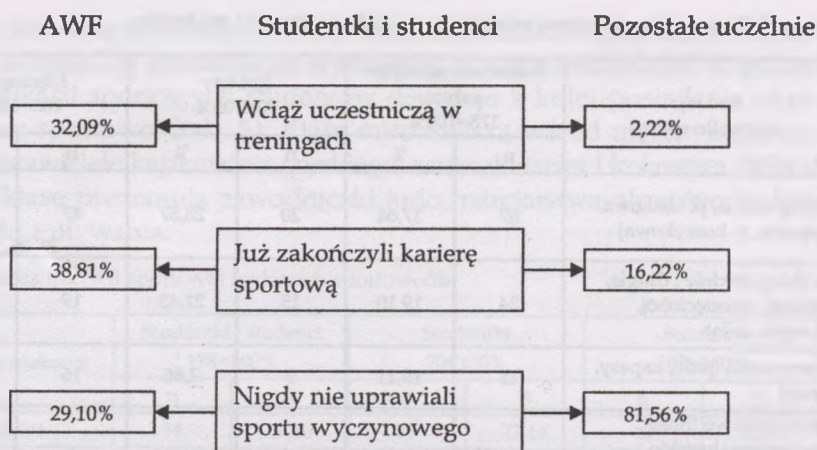 AWF Studentki i studenci Pozostałe uczelnie
Wciąż uczestniczą w
32,09% 2,22%
treningach
Już zakończyli karierę
38,81% 16,22%
sportową
Nigdy nie uprawiali
29,10% 81,56%
sportu wyczynowego